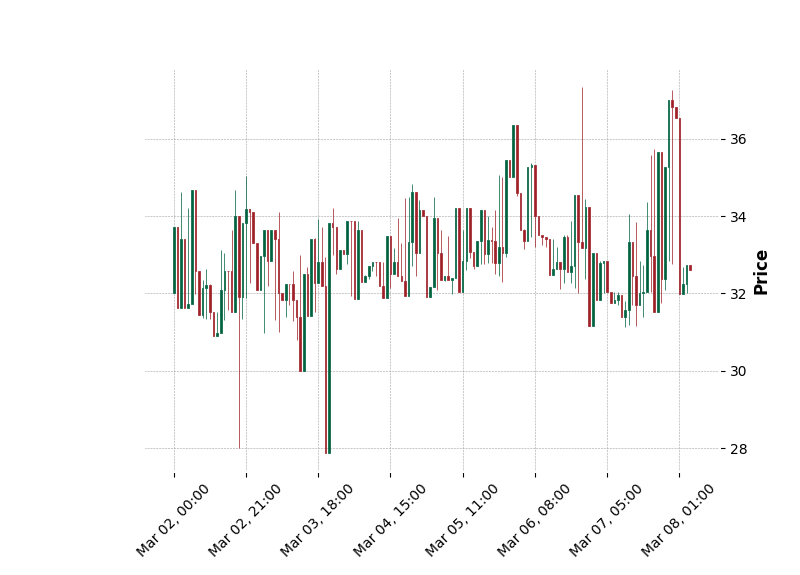 36
34
32
30
28
Price
Mar 02, 00:00
Mar 02, 21:00
Mar 03, 18:00
Mar 04, 15:00
Mar 05, 11:00
Mar 06, 08:00
Mar 07, 05:00
Mar 08, 01:00